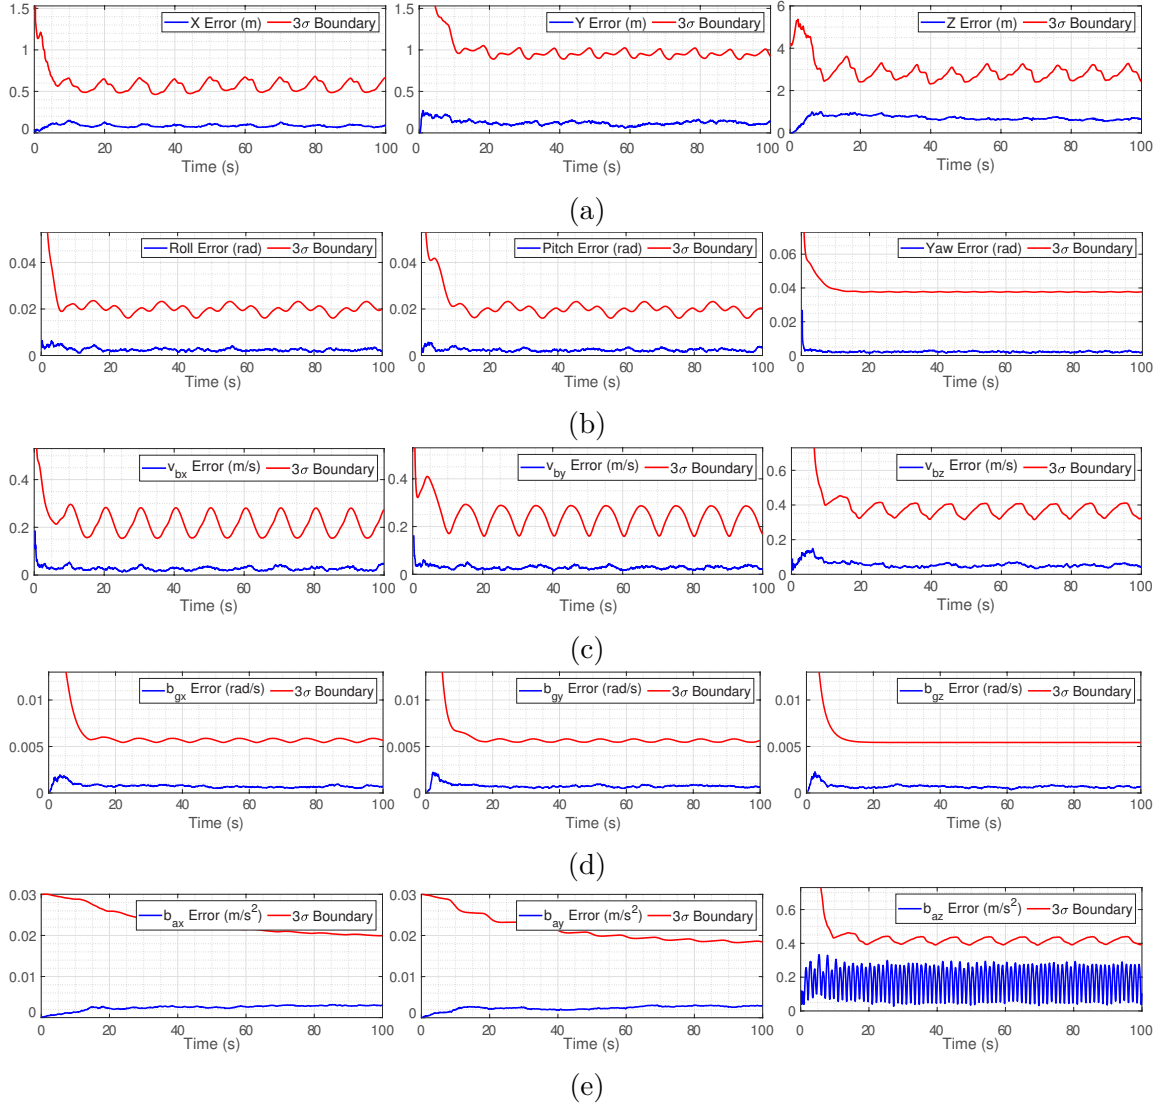 X Error (m) 3σ Boundary
1.5
1
0.5
0
0 20 40 60 80 100
Time (s)
Y Error (m) 3σ Boundary
1.5
1
0.5
0
0 20 40 60 80 100
Time (s)
Z Error (m) 3σ Boundary
6
4
2
0
0 20 40 60 80 100
Time (s)
(a)
Roll Error (rad) 3σ Boundary
0.04
0.02
0
0 20 40 60 80 100
Time (s)
Pitch Error (rad) 3σ Boundary
0.04
0.02
0
0 20 40 60 80 100
Time (s)
Yaw Error (rad) 3σ Boundary
0.06
0.04
0.02
0
0 20 40 60 80 100
Time (s)
(b)
v_bx Error (m/s) 3σ Boundary
0.4
0.2
0
0 20 40 60 80 100
Time (s)
v_by Error (m/s) 3σ Boundary
0.4
0.2
0
0 20 40 60 80 100
Time (s)
v_bz Error (m/s) 3σ Boundary
0.6
0.4
0.2
0
0 20 40 60 80 100
Time (s)
(c)
b_gx Error (rad/s) 3σ Boundary
0.01
0.005
0
0 20 40 60 80 100
Time (s)
b_gy Error (rad/s) 3σ Boundary
0.01
0.005
0
0 20 40 60 80 100
Time (s)
b_gz Error (rad/s) 3σ Boundary
0.01
0.005
0
0 20 40 60 80 100
Time (s)
(d)
b_ax Error (m/s²) 3σ Boundary
0.03
0.02
0.01
0
0 20 40 60 80 100
Time (s)
b_ay Error (m/s²) 3σ Boundary
0.03
0.02
0.01
0
0 20 40 60 80 100
Time (s)
b_az Error (m/s²) 3σ Boundary
0.6
0.4
0.2
0
0 20 40 60 80 100
Time (s)
(e)